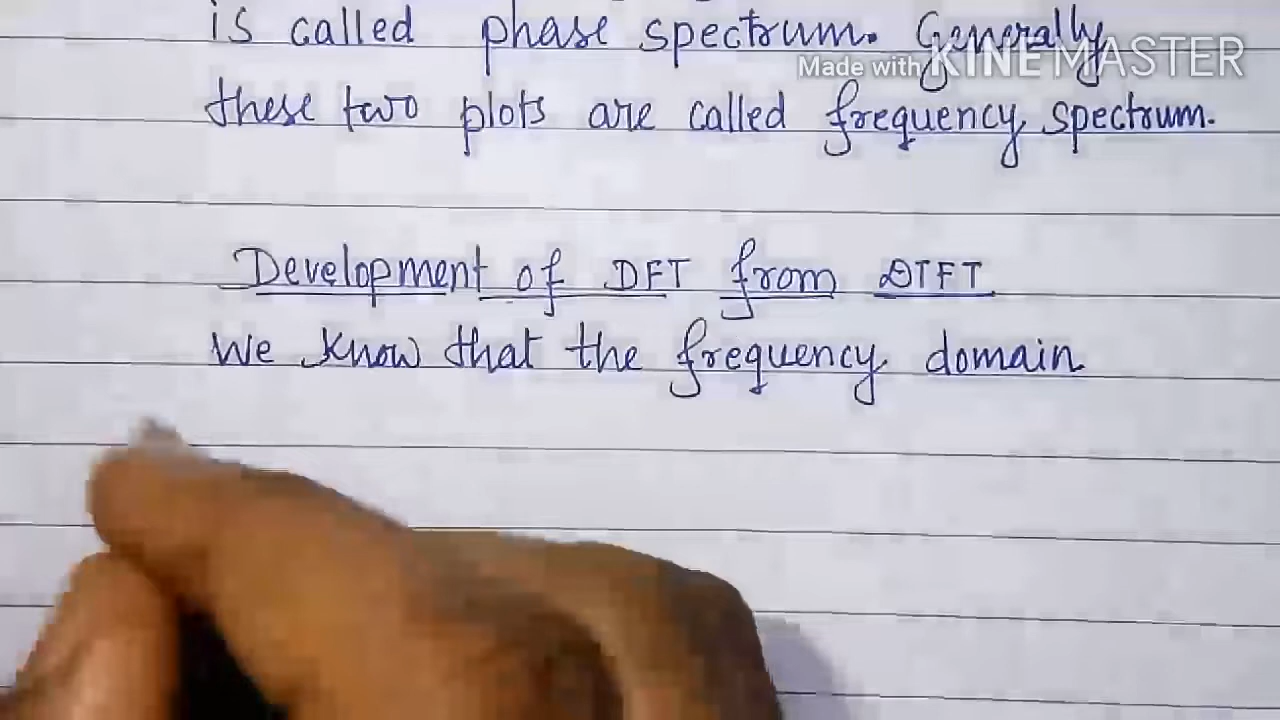 is called phase spectrum. Generally
Made with KINEMASTER
these two plots are called frequency spectrum.
Development of DFT from DTFT
We know that the frequency domain